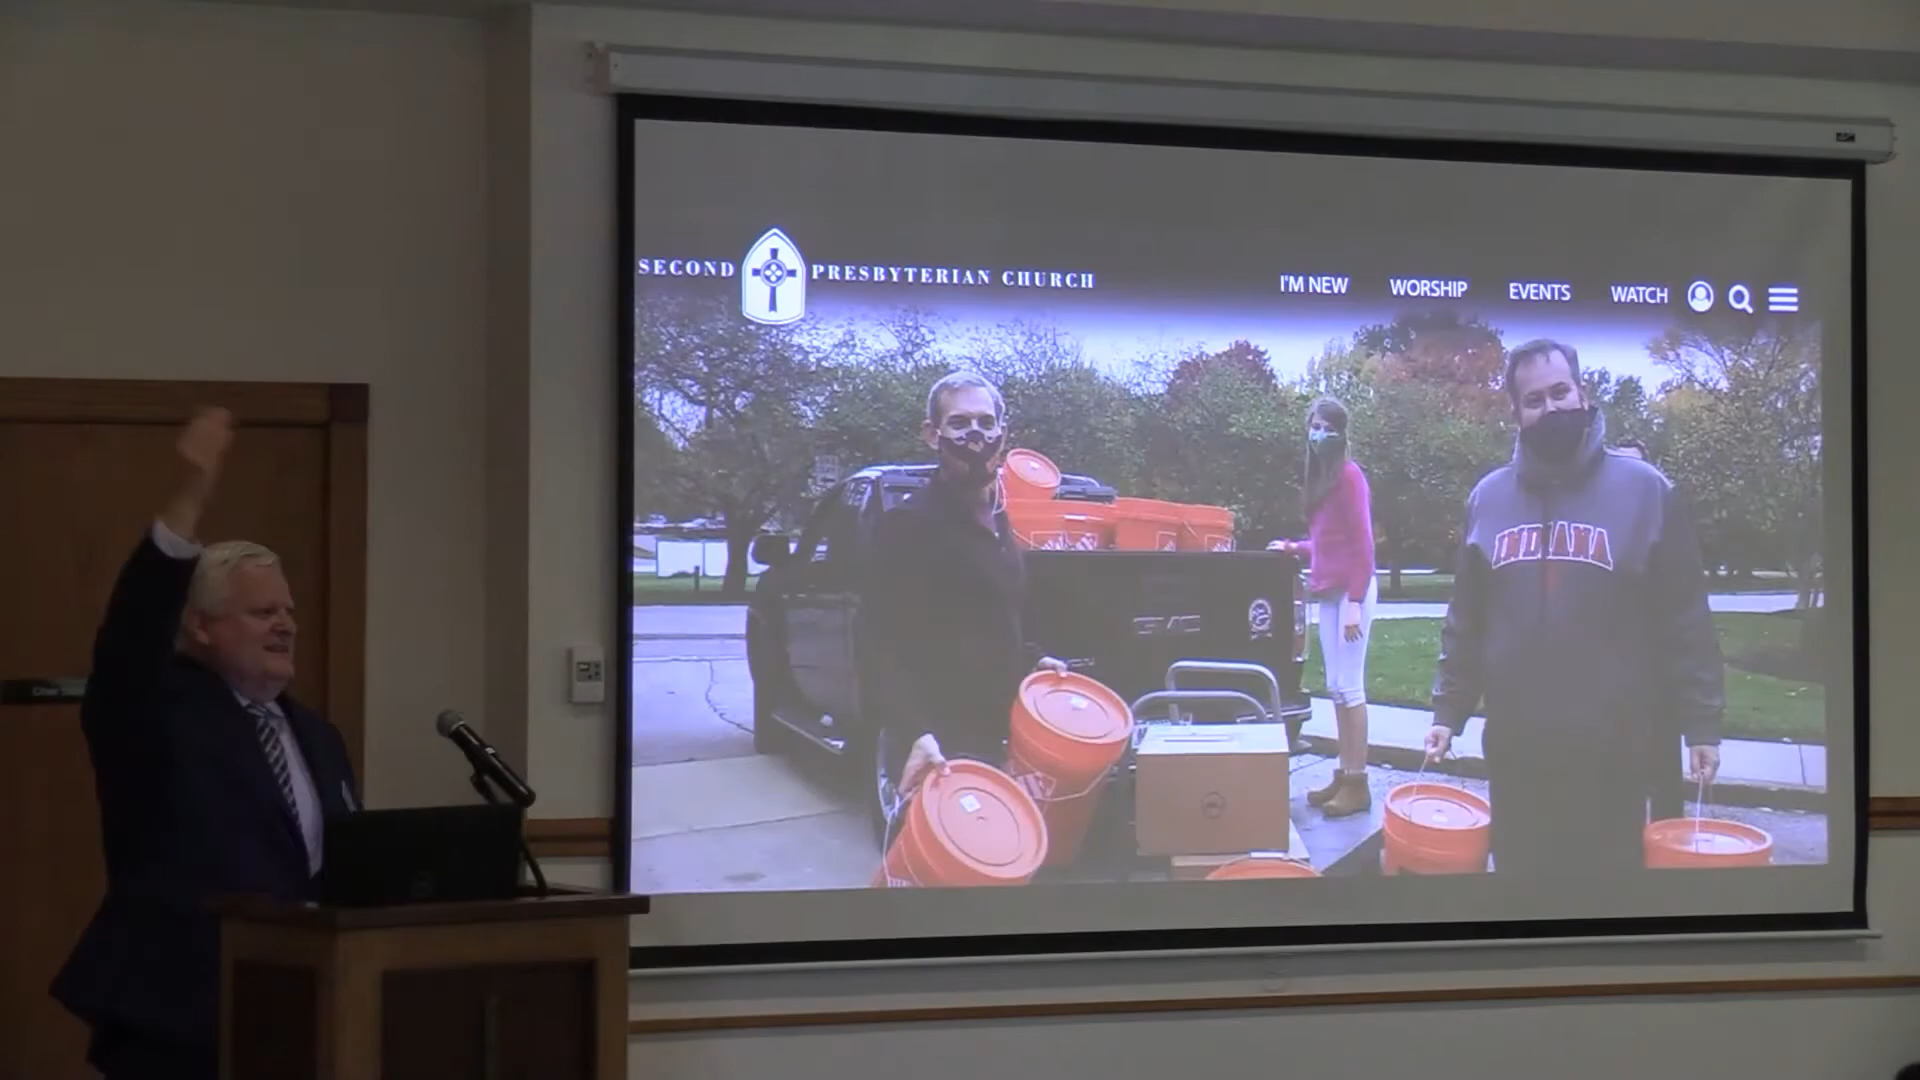 SECOND PRESBYTERIAN CHURCH
I'M NEW WORSHIP EVENTS WATCH
INDIANA
GMC